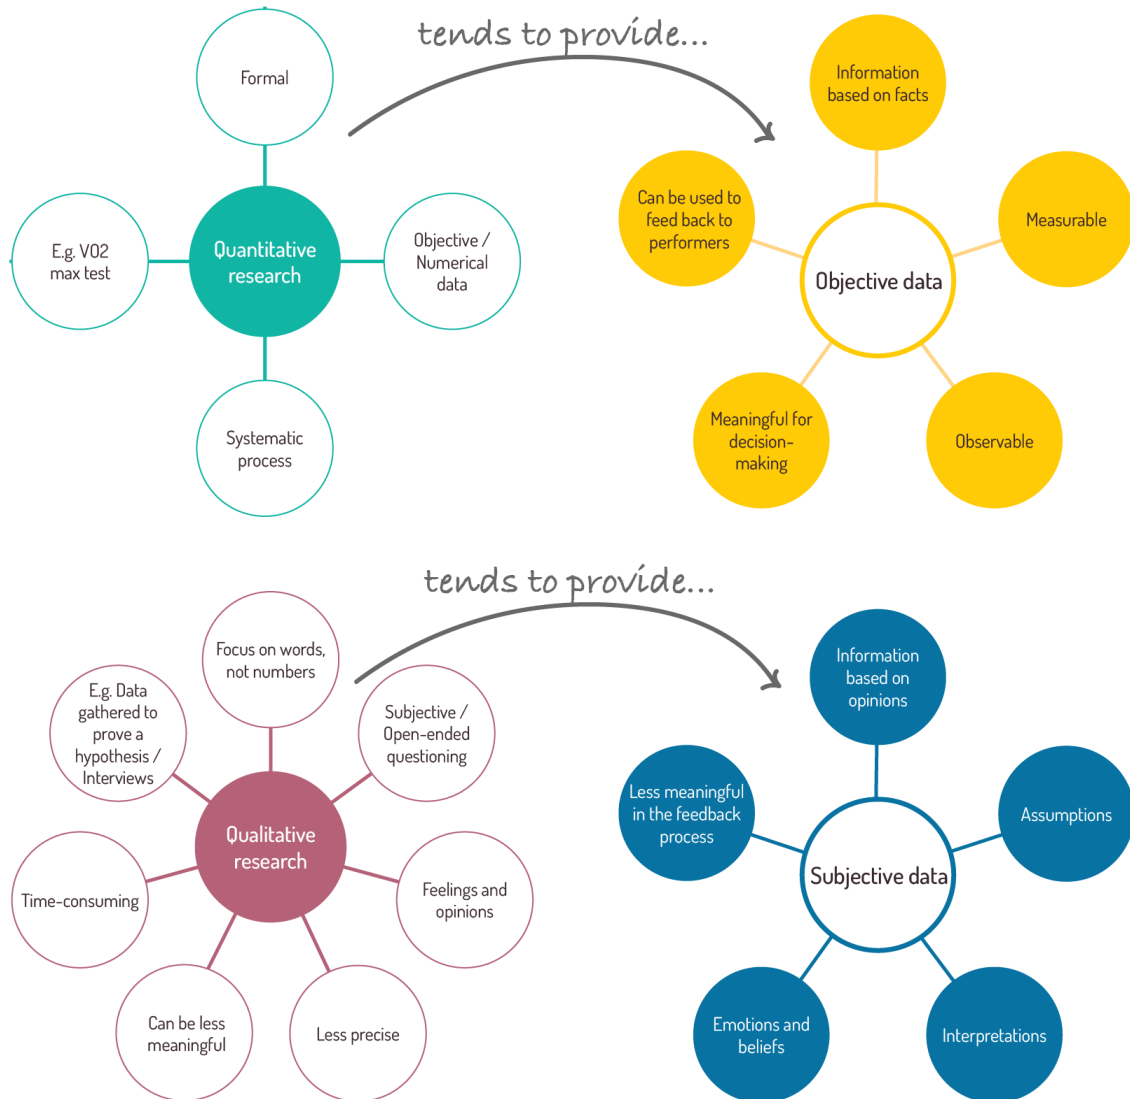 tends to provide...
Formal
Quantitative
research
E.g. VO2
max test
Objective /
Numerical
data
Systematic
process
Information
based on facts
Can be used to
feed back to
performers
Measurable
Objective data
Meaningful for
decision-
making
Observable
tends to provide...
Focus on words,
not numbers
E.g. Data
gathered to
prove a
hypothesis /
Interviews
Subjective /
Open-ended
questioning
Qualitative
research
Time-consuming
Feelings and
opinions
Can be less
meaningful
Less precise
Information
based on
opinions
Less meaningful
in the feedback
process
Assumptions
Subjective data
Emotions and
beliefs
Interpretations